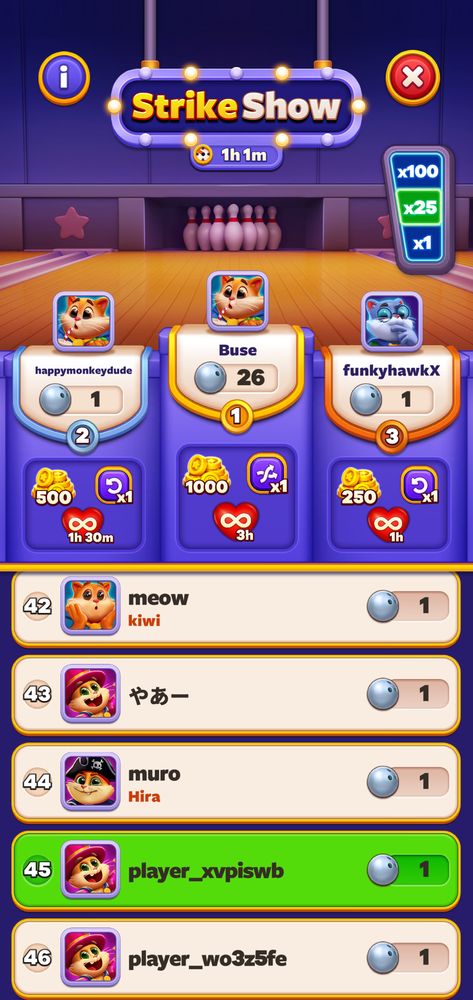 i
Strike Show
1h 1m
x100
x25
x1
Buse
26
1
happymonkeydude
1
2
funkyhawkX
1
3
500
x1
1h 30m
1000
x1
3h
250
x1
1h
42
meow
kiwi
1
43
やあー
1
44
muro
Hira
1
45
player_xvpiswb
1
46
player_wo3z5fe
1